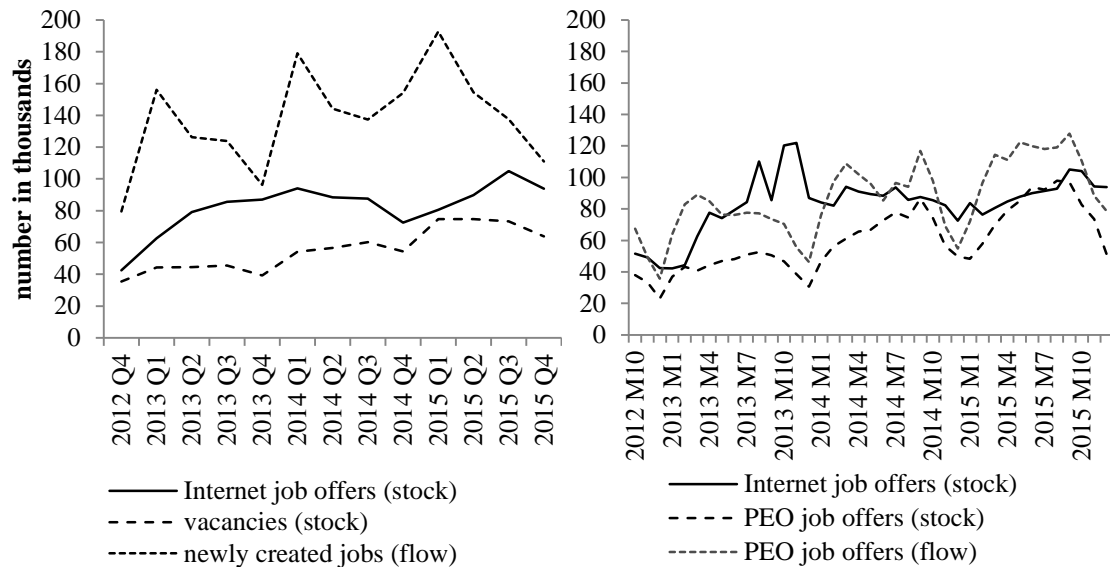 number in thousands
200
180
160
140
120
100
80
60
40
20
0
2012 Q4
2013 Q1
2013 Q2
2013 Q3
2013 Q4
2014 Q1
2014 Q2
2014 Q3
2014 Q4
2015 Q1
2015 Q2
2015 Q3
2015 Q4
Internet job offers (stock)
vacancies (stock)
newly created jobs (flow)
200
180
160
140
120
100
80
60
40
20
0
2012 M10
2013 M1
2013 M4
2013 M7
2013 M10
2014 M1
2014 M4
2014 M7
2014 M10
2015 M1
2015 M4
2015 M7
2015 M10
Internet job offers (stock)
PEO job offers (stock)
PEO job offers (flow)